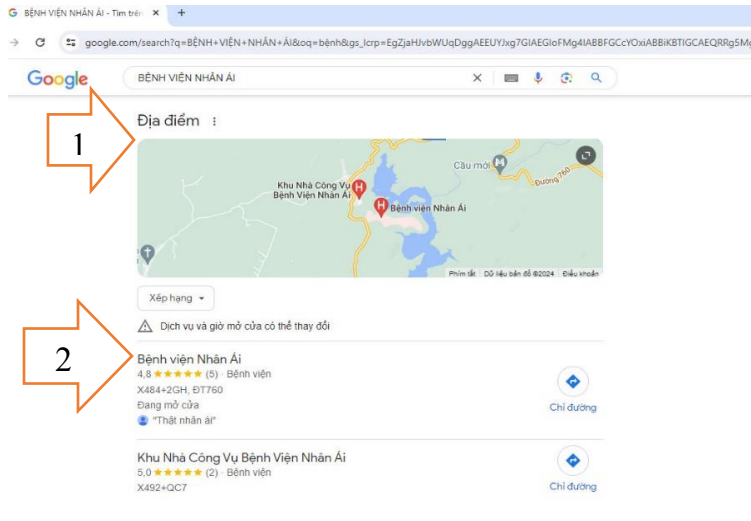 BỆNH VIỆN NHÂN ÁI - Tìm trên
google.com/search?q=BỆNH+VIỆN+NHÂN+ÁI&oq=bệnh&gs_lcrp=EgZjaHJvbWUqDggAEEUYJxg7GIAEGIoFMg4IABBFGCcYOxiABBiKBTIGCAEQRRg5Mg
Google
BỆNH VIỆN NHÂN ÁI
1
Địa điểm
Cầu mới
Đường 760
Khu Nhà Công Vụ
Bệnh Viện Nhân Ái
Bệnh viện Nhân Ái
Phím tắt Dữ liệu bản đồ ©2024 Điều khoản
Xếp hạng
Dịch vụ và giờ mở cửa có thể thay đổi
2
Bệnh viện Nhân Ái
4,8 ★★★★★ (5) · Bệnh viện
X484+2GH, ĐT760
Đang mở cửa
Chỉ đường
"Thật nhân ái"
Khu Nhà Công Vụ Bệnh Viện Nhân Ái
5,0 ★★★★★ (2) · Bệnh viện
X492+QC7
Chỉ đường